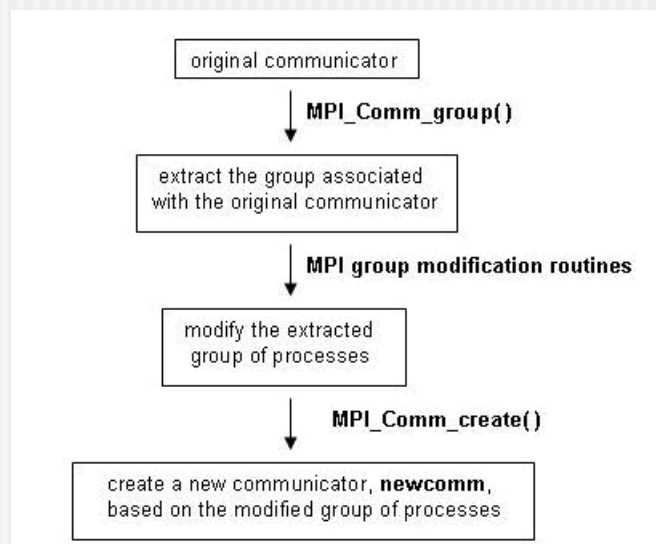 original communicator
MPI_Comm_group()
extract the group associated
with the original communicator
MPI group modification routines
modify the extracted
group of processes
MPI_Comm_create()
create a new communicator, newcomm,
based on the modified group of processes